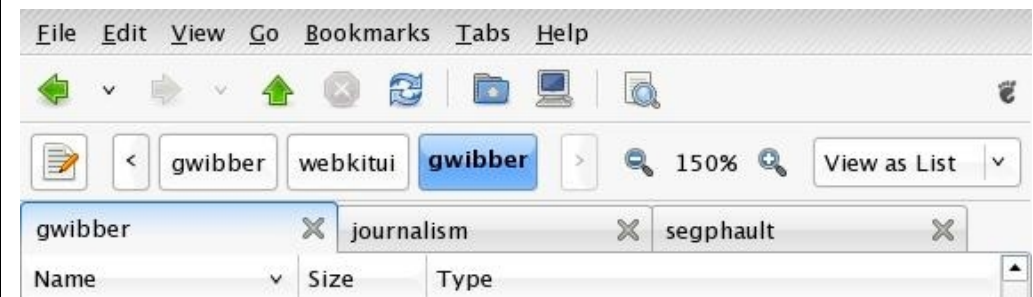 File Edit View Go Bookmarks Tabs Help
< gwibber webkitui gwibber > 150% View as List
gwibber journalism segphault
Name Size Type